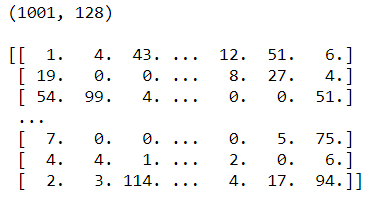 (1001, 128)
[[ 1. 4. 43. ... 12. 51. 6.]
[ 19. 0. 0. ... 8. 27. 4.]
[ 54. 99. 4. ... 0. 0. 51.]
...
[ 7. 0. 0. ... 0. 5. 75.]
[ 4. 4. 1. ... 2. 0. 6.]
[ 2. 3. 114. ... 4. 17. 94.]]